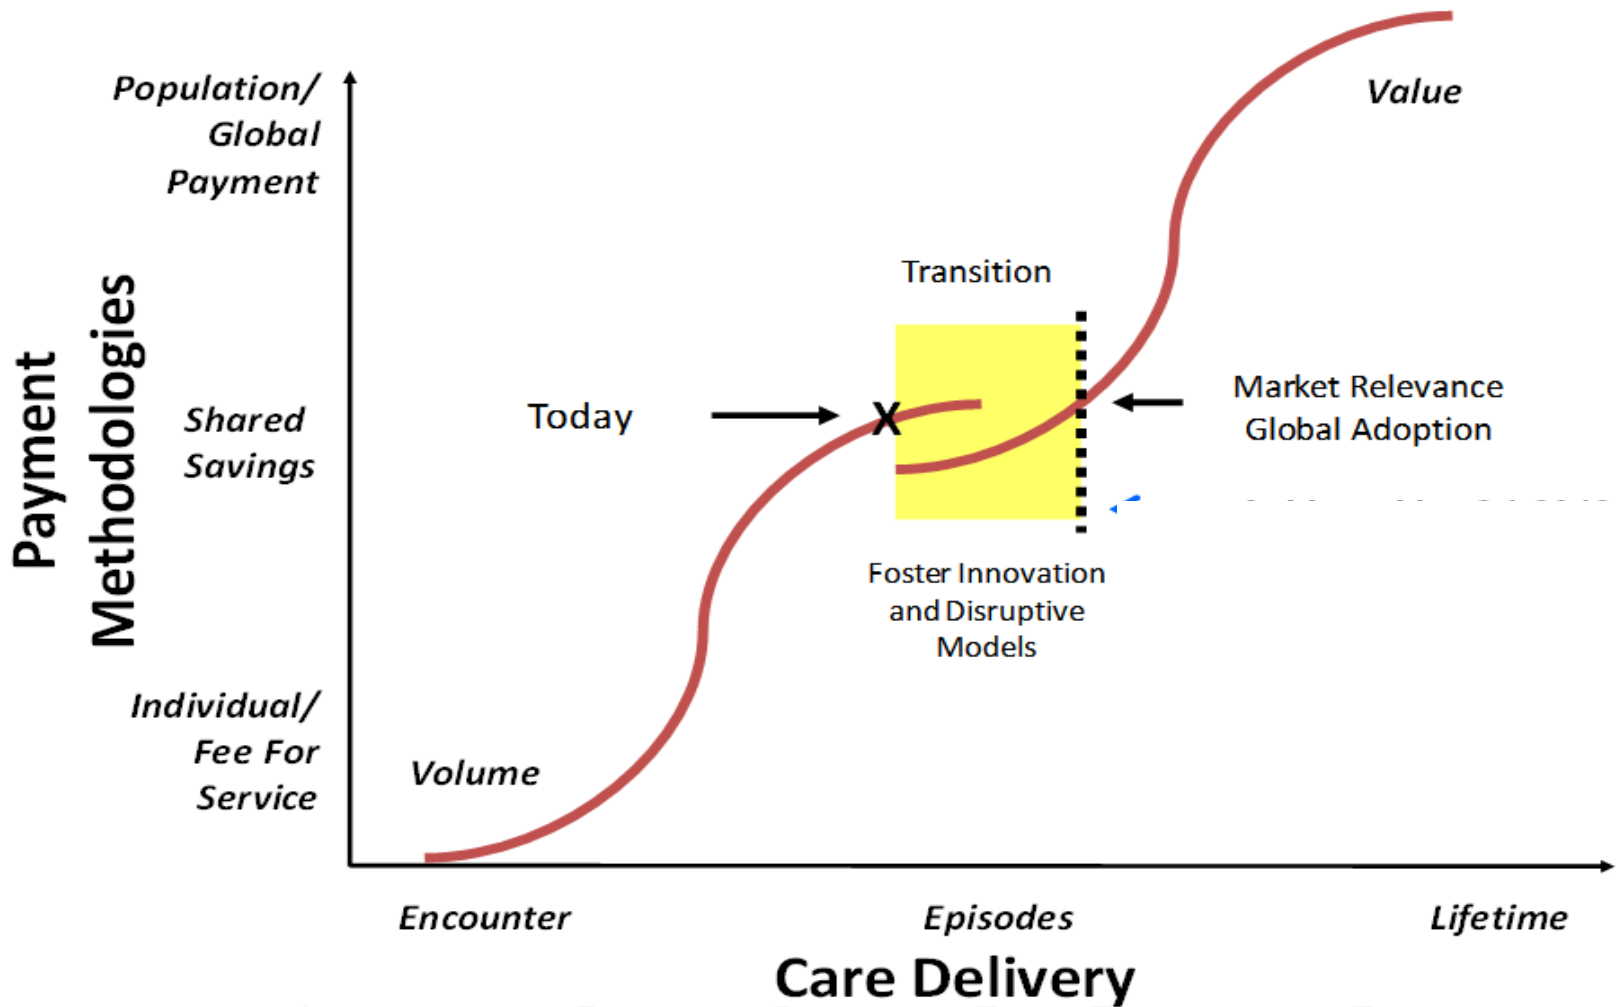 Population/
Global
Payment
Value
Transition
Payment
Methodologies
Shared
Savings
Today
X
Market Relevance
Global Adoption
Foster Innovation
and Disruptive
Models
Individual/
Fee For
Service
Volume
Encounter
Episodes
Lifetime
Care Delivery